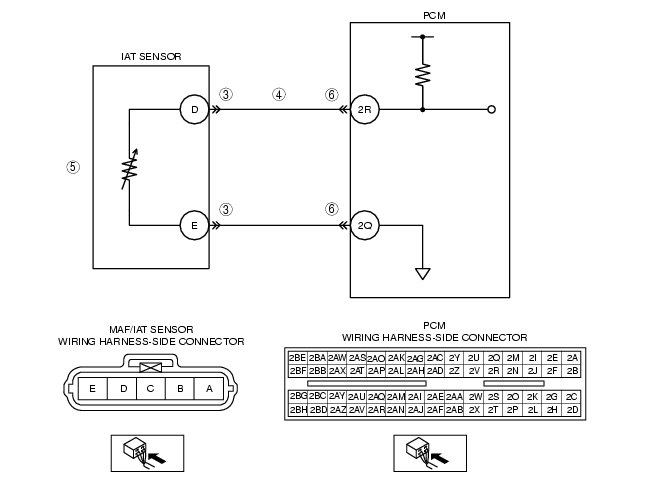 PCM
IAT SENSOR
3 4 6
D 2R
5
3 6
E 2Q
MAF/IAT SENSOR
WIRING HARNESS-SIDE CONNECTOR
E D C B A
PCM
WIRING HARNESS-SIDE CONNECTOR
2BE 2BA 2AW 2AS 2AO 2AK 2AG 2AC 2Y 2U 2Q 2M 2I 2E 2A
2BF 2BB 2AX 2AT 2AP 2AL 2AH 2AD 2Z 2V 2R 2N 2J 2F 2B
2BG 2BC 2AY 2AU 2AQ 2AM 2AI 2AE 2AA 2W 2S 2O 2K 2G 2C
2BH 2BD 2AZ 2AV 2AR 2AN 2AJ 2AF 2AB 2X 2T 2P 2L 2H 2D